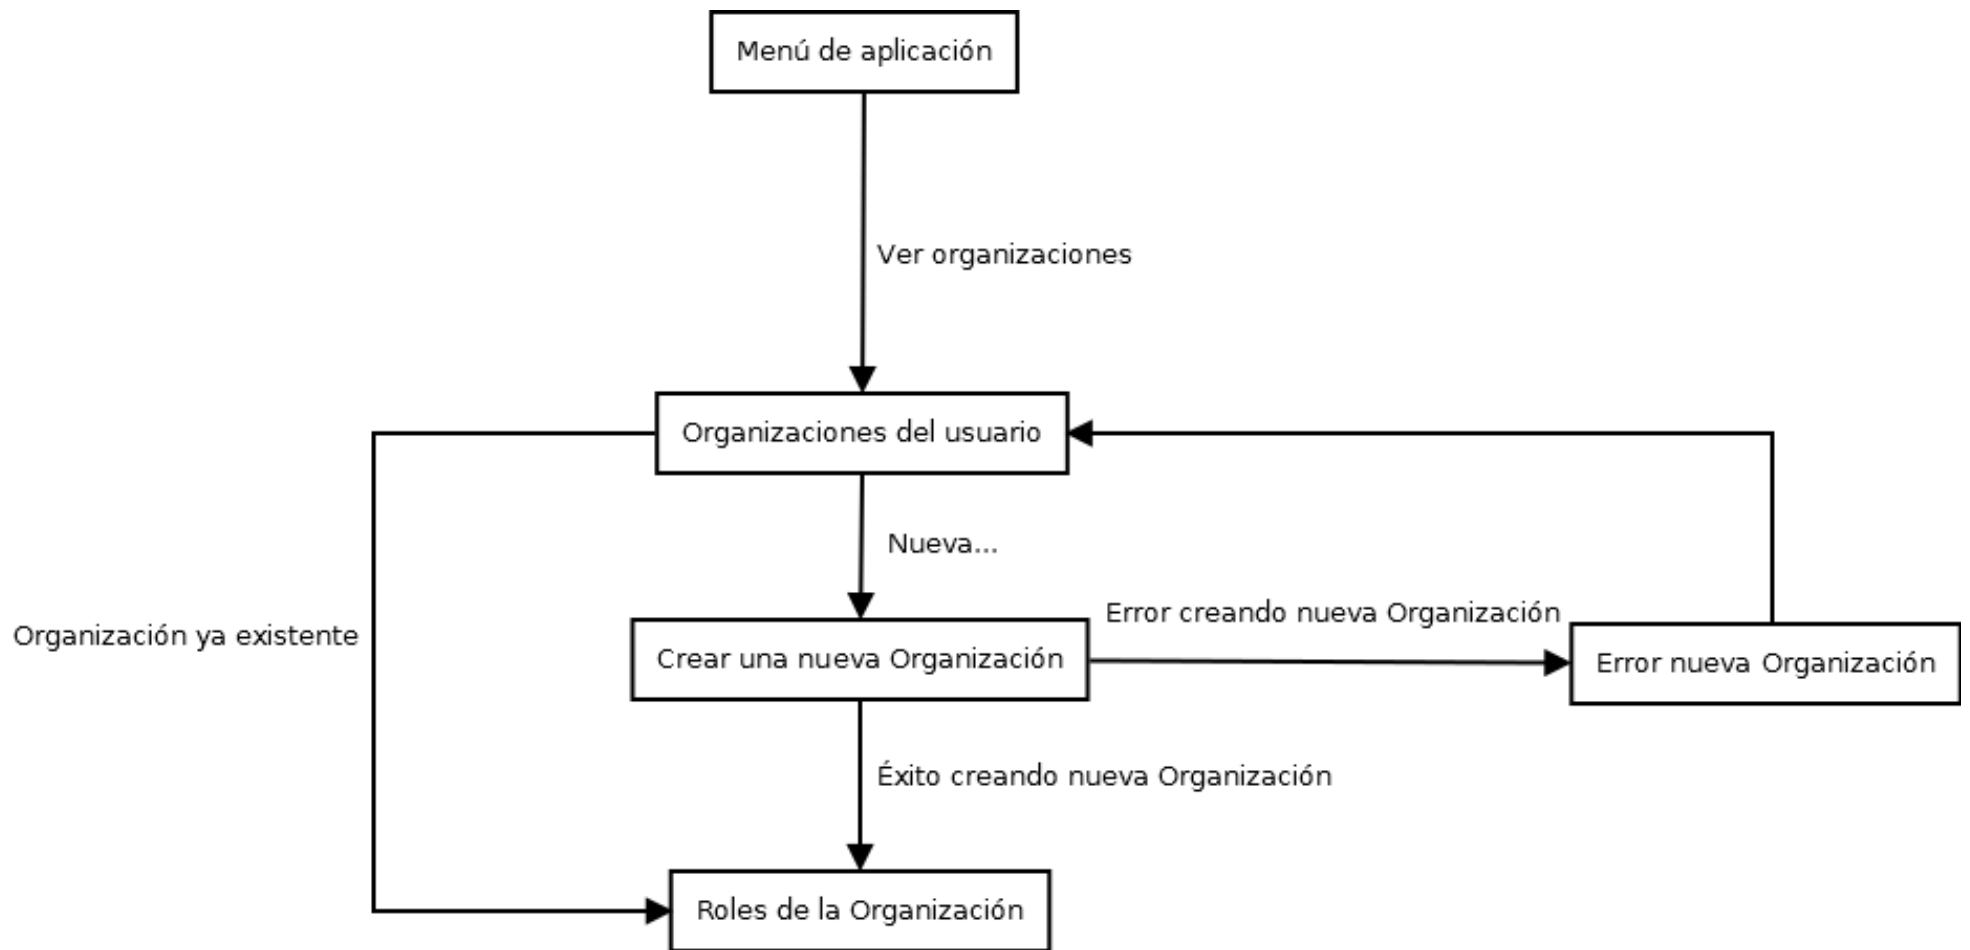 Menú de aplicación
Ver organizaciones
Organizaciones del usuario
Nueva...
Organización ya existente
Error creando nueva Organización
Crear una nueva Organización
Error nueva Organización
Éxito creando nueva Organización
Roles de la Organización